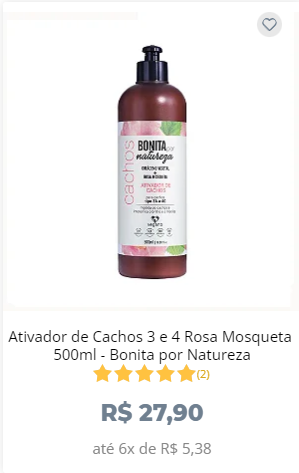 cachos
BONITA por
natureza
ATIVADOR DE
CACHOS
vegano
Ativador de Cachos 3 e 4 Rosa Mosqueta
500ml - Bonita por Natureza
(2)
R$ 27,90
até 6x de R$ 5,38